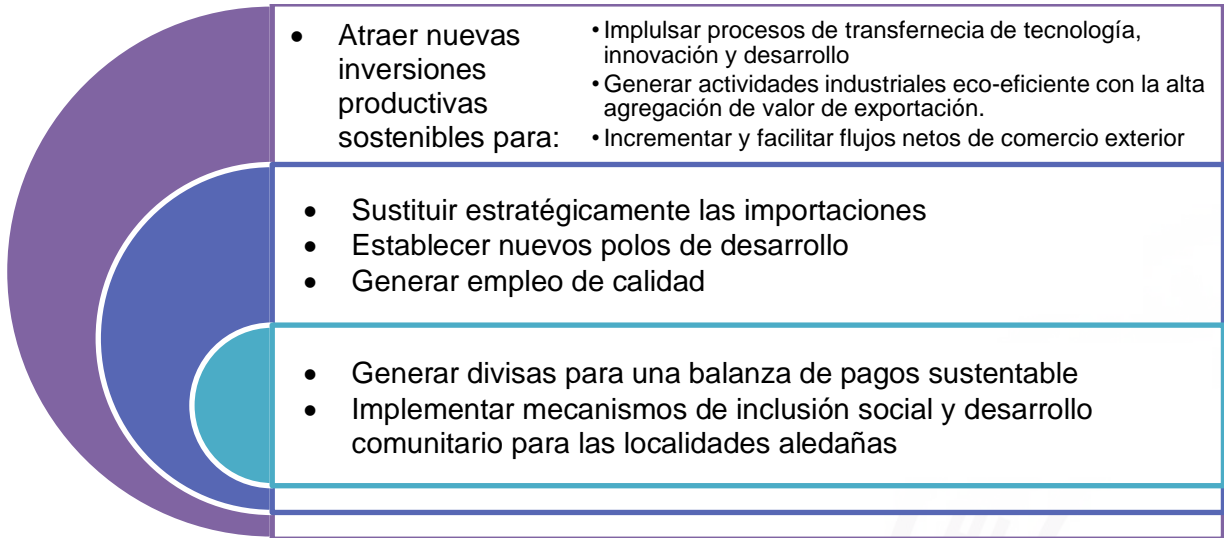 • Atraer nuevas
inversiones
productivas
sostenibles para:
• Implulsar procesos de transfernecia de tecnología,
innovación y desarrollo
• Generar actividades industriales eco-eficiente con la alta
agregación de valor de exportación.
• Incrementar y facilitar flujos netos de comercio exterior
• Sustituir estratégicamente las importaciones
• Establecer nuevos polos de desarrollo
• Generar empleo de calidad
• Generar divisas para una balanza de pagos sustentable
• Implementar mecanismos de inclusión social y desarrollo
comunitario para las localidades aledañas